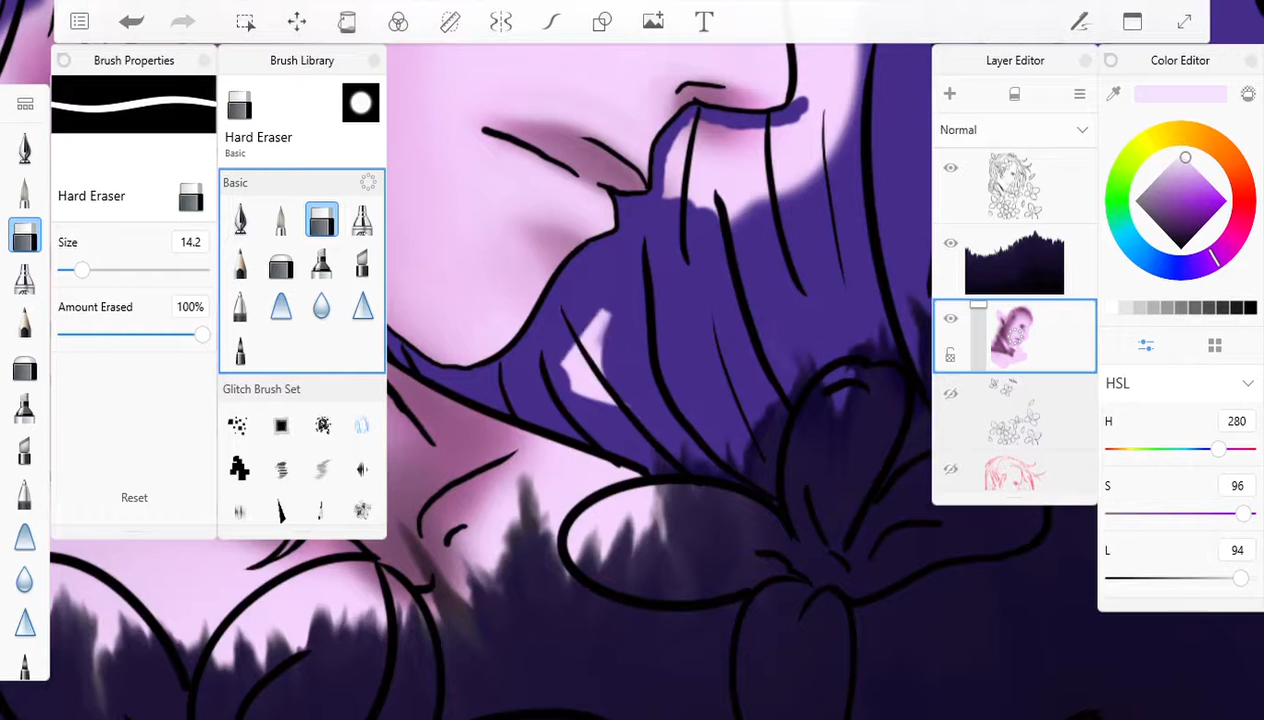 T
Brush Properties
Hard Eraser
Size
14.2
Amount Erased
100%
Reset
Brush Library
Hard Eraser
Basic
Basic
Glitch Brush Set
Layer Editor
Normal
Color Editor
HSL
H
280
S
96
L
94